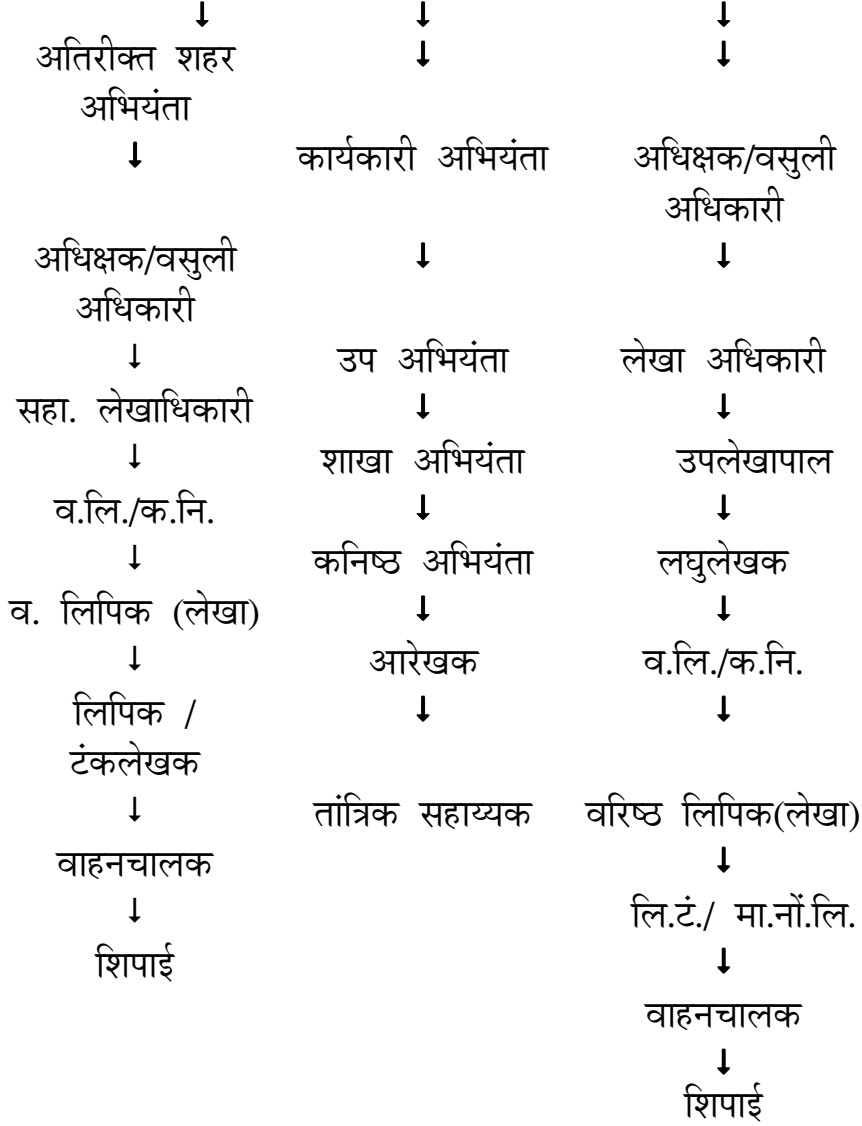 ↓ ↓ ↓
अतिरीक्त शहर ↓ ↓
अभियंता
↓ कार्यकारी अभियंता अधिक्षक/वसुली
अधिकारी
अधिक्षक/वसुली ↓ ↓
अधिकारी
↓ उप अभियंता लेखा अधिकारी
सहा. लेखाधिकारी ↓ ↓
↓ शाखा अभियंता उपलेखापाल
व.लि./क.नि. ↓ ↓
↓ कनिष्ठ अभियंता लघुलेखक
व. लिपिक (लेखा) ↓ ↓
↓ आरेखक व.लि./क.नि.
लिपिक / ↓ ↓
टंकलेखक
↓ तांत्रिक सहाय्यक वरिष्ठ लिपिक(लेखा)
वाहनचालक ↓
↓ लि.टं./ मा.नों.लि.
शिपाई ↓
वाहनचालक
↓
शिपाई